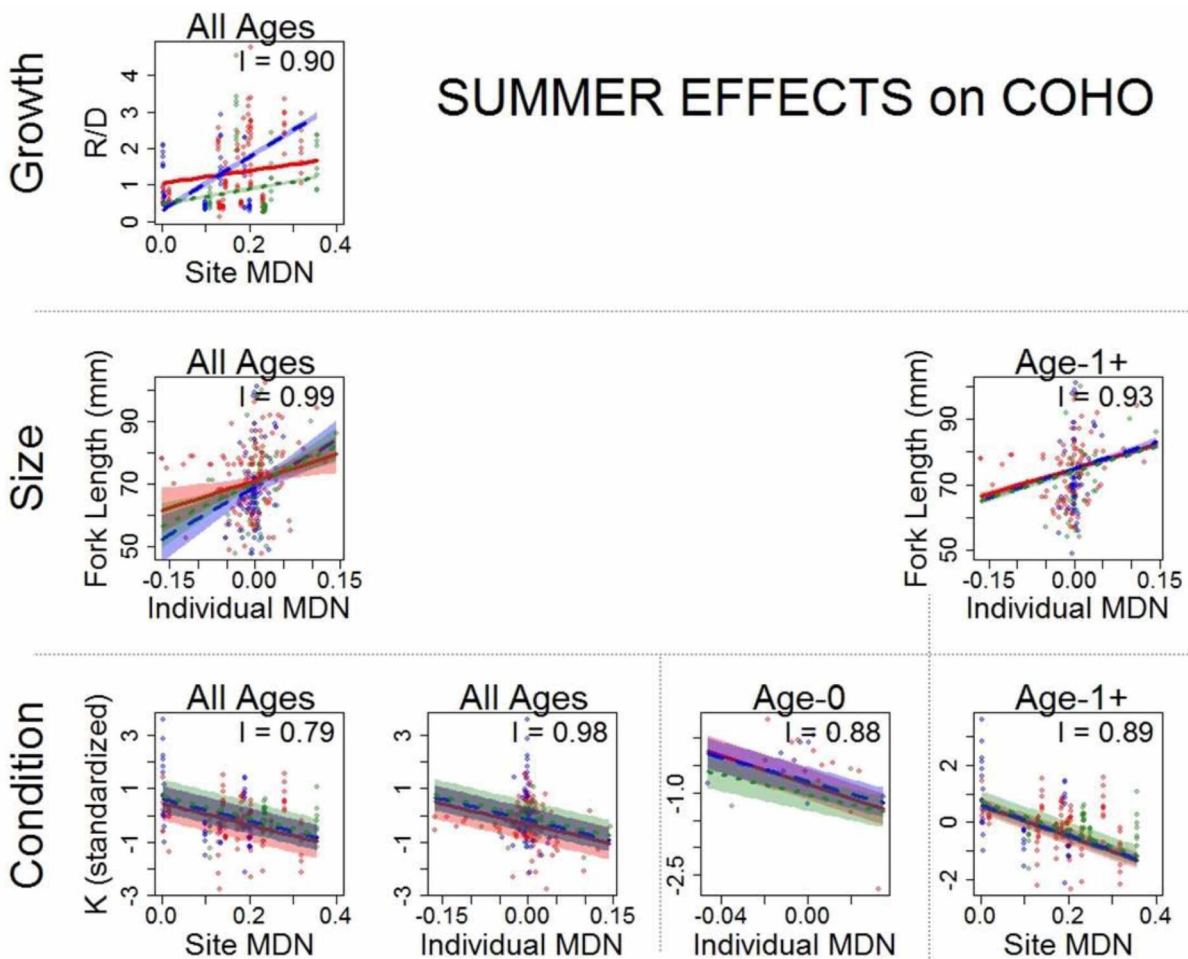 SUMMER EFFECTS on COHO
Growth
All Ages
I = 0.90
R/D
4
3
2
1
0
0.0
0.2
0.4
Site MDN
Size
All Ages
I = 0.99
Fork Length (mm)
90
70
50
-0.15
0.00
0.15
Individual MDN
Age-1+
I = 0.93
Fork Length (mm)
90
70
50
-0.15
0.00
0.15
Individual MDN
Condition
All Ages
I = 0.79
K (standardized)
3
1
-1
-3
0.0
0.2
0.4
Site MDN
All Ages
I = 0.98
3
1
-1
-3
-0.15
0.00
0.15
Individual MDN
Age-0
I = 0.88
-1.0
-2.5
-0.04
0.00
Individual MDN
Age-1+
I = 0.89
2
0
-2
0.0
0.2
0.4
Site MDN